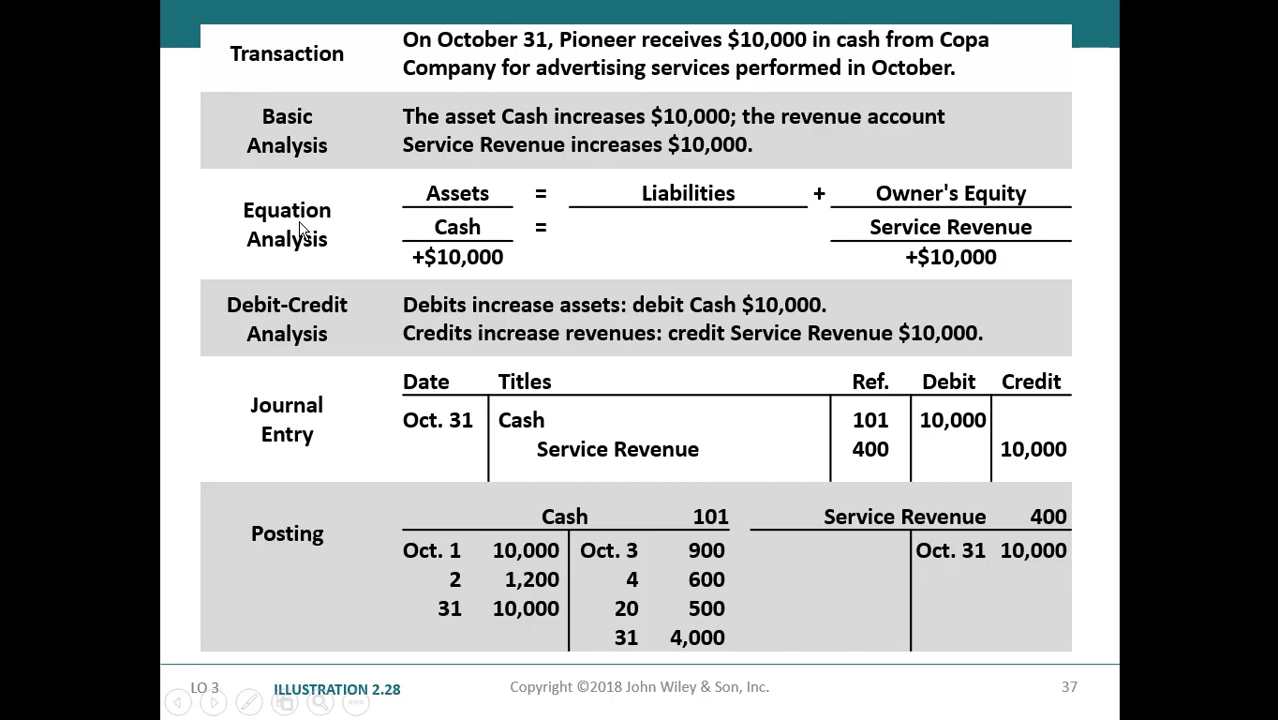 Transaction
On October 31, Pioneer receives $10,000 in cash from Copa
Company for advertising services performed in October.
Basic
Analysis
The asset Cash increases $10,000; the revenue account
Service Revenue increases $10,000.
Equation
Analysis
Assets = Liabilities + Owner's Equity
Cash = Service Revenue
+$10,000 +$10,000
Debit-Credit
Analysis
Debits increase assets: debit Cash $10,000.
Credits increase revenues: credit Service Revenue $10,000.
Journal
Entry
Date Titles Ref. Debit Credit
Oct. 31 Cash 101 10,000
Service Revenue 400 10,000
Posting
Cash 101 Service Revenue 400
Oct. 1 10,000 Oct. 3 900 Oct. 31 10,000
2 1,200 4 600
31 10,000 20 500
31 4,000
LO 3 ILLUSTRATION 2.28 Copyright ©2018 John Wiley & Son, Inc. 37